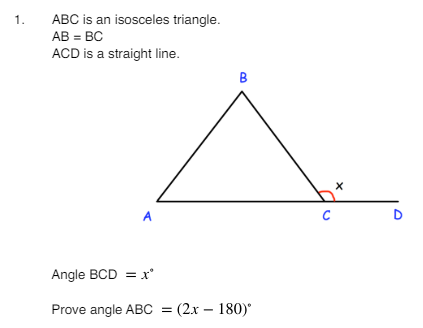 1. ABC is an isosceles triangle.
AB = BC
ACD is a straight line.
B
x
A C D
Angle BCD = x°
Prove angle ABC = (2x − 180)°